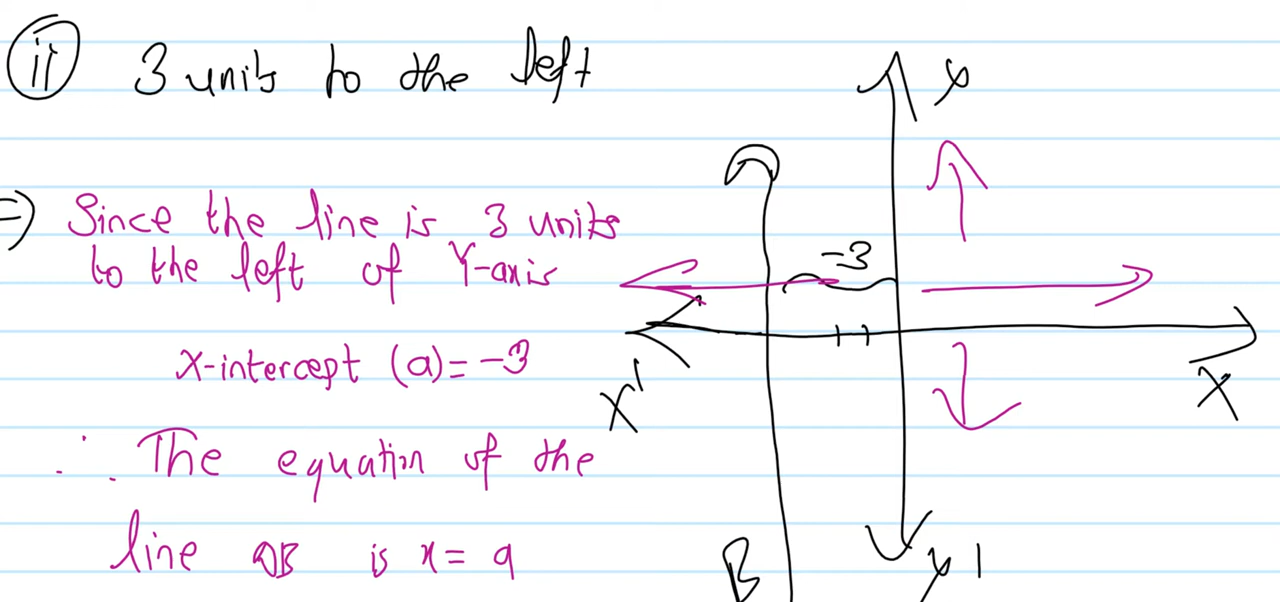 ii 3 units to the left
=> Since the line is 3 units
to the left of Y-axis
X-intercept (a) = -3
∴ The equation of the
line AB is x = a
y
-3
X'
X
B
y'